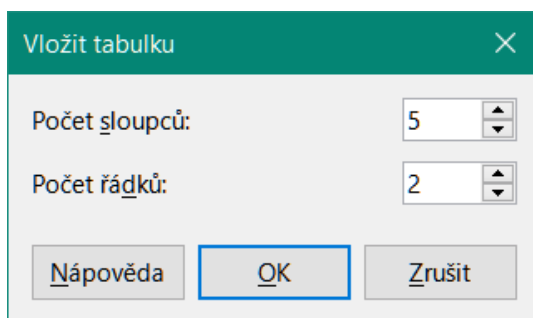 Vložit tabulku
Počet sloupců: 5
Počet řádků: 2
Nápověda OK Zrušit